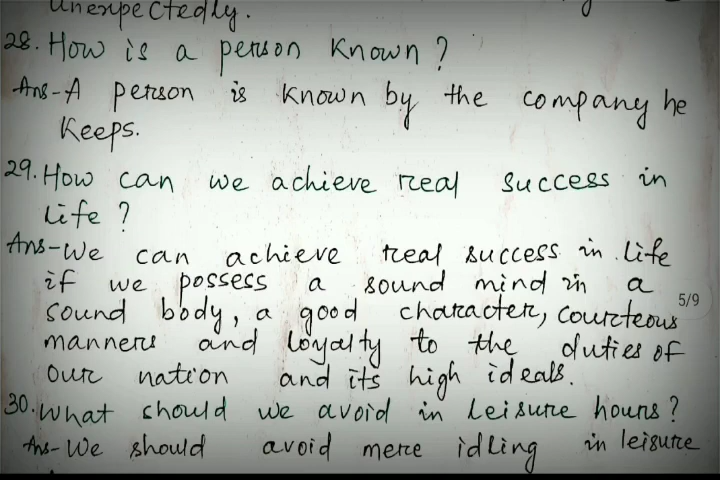 unexpectedly.
28. How is a person known?
Ans-A person is known by the company he
keeps.
29. How can we achieve real success in
life?
Ans-We can achieve real success in life
if we possess a sound mind in a
sound body, a good character, courteous
manners and loyalty to the duties of
our nation and its high ideals.
5/9
30. What should we avoid in leisure hours?
Ans-We should avoid mere idling in leisure